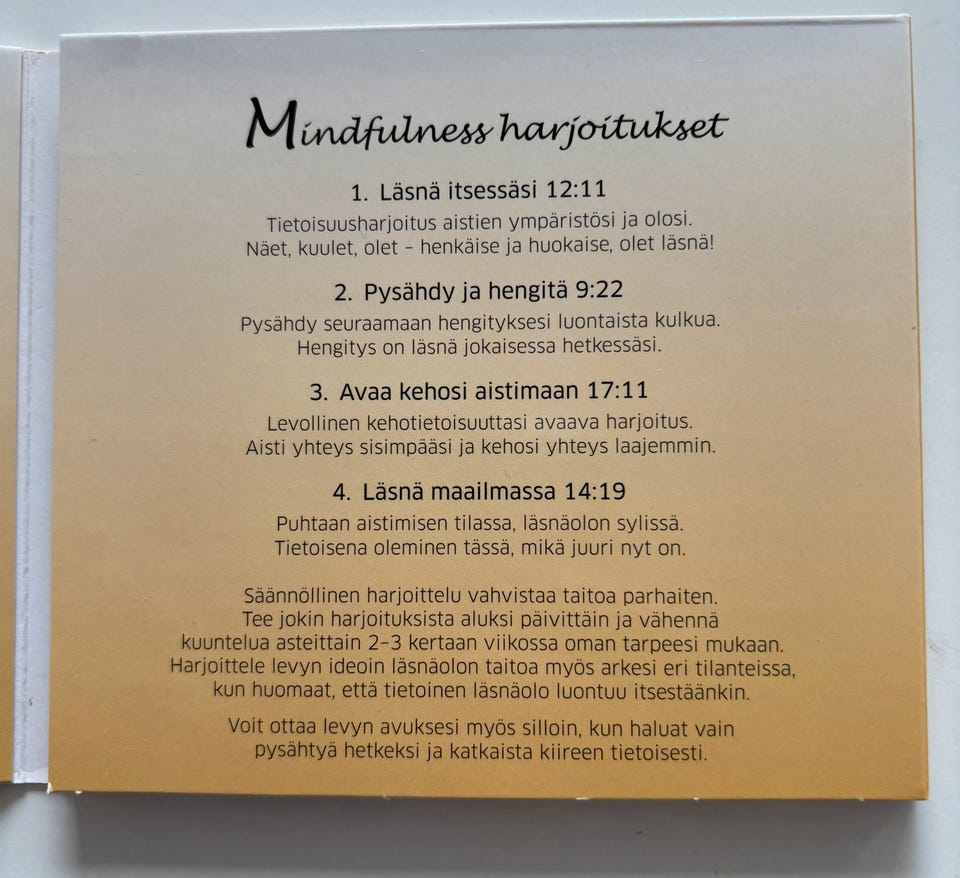 Mindfulness harjoitukset
1. Läsnä itsessäsi 12:11
Tietoisuusharjoitus aistien ympäristösi ja olosi.
Näet, kuulet, olet – henkäise ja huokaise, olet läsnä!
2. Pysähdy ja hengitä 9:22
Pysähdy seuraamaan hengityksesi luontaista kulkua.
Hengitys on läsnä jokaisessa hetkessäsi.
3. Avaa kehosi aistimaan 17:11
Levollinen kehotietoisuuttasi avaava harjoitus.
Aisti yhteys sisimpääsi ja kehosi yhteys laajemmin.
4. Läsnä maailmassa 14:19
Puhtaan aistimisen tilassa, läsnäolon sylissä.
Tietoisena oleminen tässä, mikä juuri nyt on.
Säännöllinen harjoittelu vahvistaa taitoa parhaiten.
Tee jokin harjoituksista aluksi päivittäin ja vähennä
kuuntelua asteittain 2–3 kertaan viikossa oman tarpeesi mukaan.
Harjoittele levyn ideoin läsnäolon taitoa myös arkesi eri tilanteissa,
kun huomaat, että tietoinen läsnäolo luontuu itsestäänkin.
Voit ottaa levyn avuksesi myös silloin, kun haluat vain
pysähtyä hetkeksi ja katkaista kiireen tietoisesti.